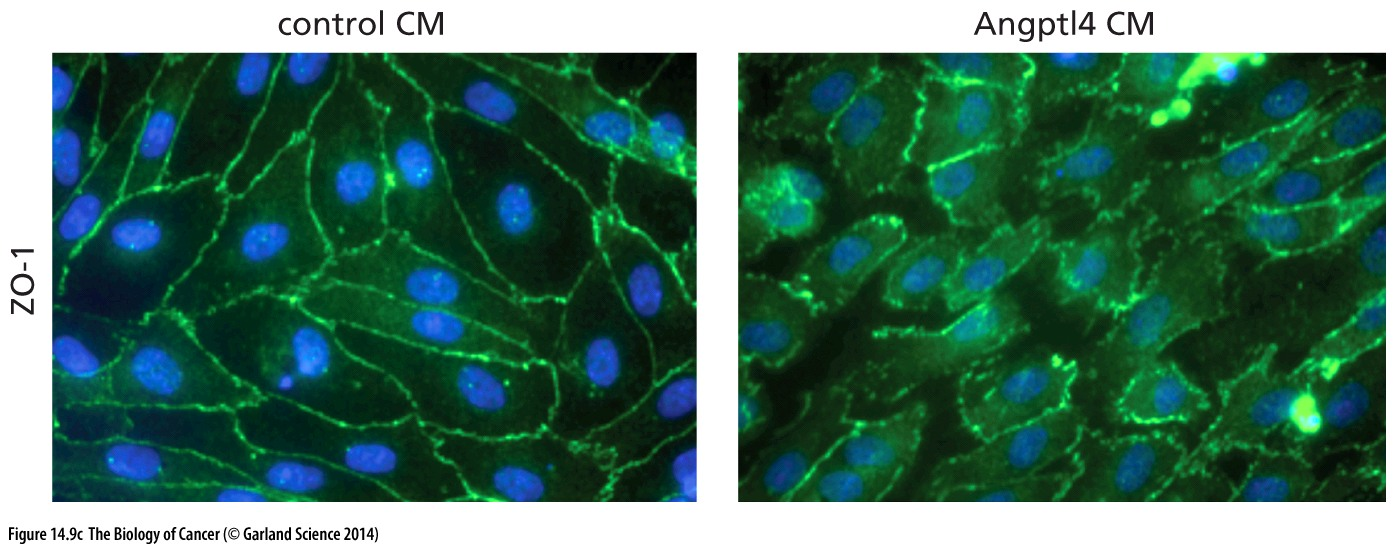 control CM
Angptl4 CM
ZO-1
Figure 14.9c The Biology of Cancer (© Garland Science 2014)